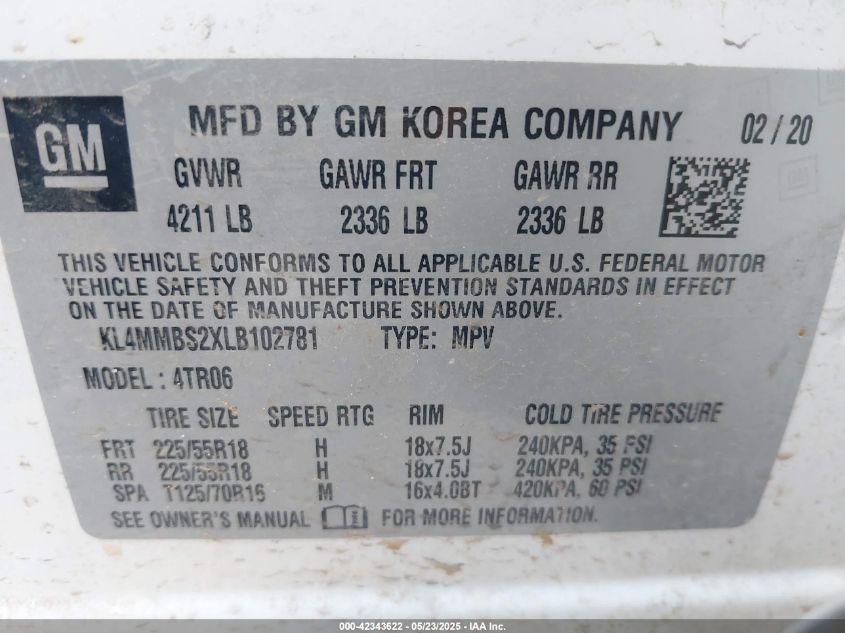 GM
MFD BY GM KOREA COMPANY 02 / 20
GVWR GAWR FRT GAWR RR
4211 LB 2336 LB 2336 LB
THIS VEHICLE CONFORMS TO ALL APPLICABLE U.S. FEDERAL MOTOR
VEHICLE SAFETY AND THEFT PREVENTION STANDARDS IN EFFECT
ON THE DATE OF MANUFACTURE SHOWN ABOVE.
KL4MMBS2XLB102781 TYPE: MPV
MODEL : 4TR06
TIRE SIZE SPEED RTG RIM COLD TIRE PRESSURE
FRT 225/55R18 H 18x7.5J 240KPA, 35 PSI
RR 225/55R18 H 18x7.5J 240KPA, 35 PSI
SPA T125/70R16 M 16x4.0BT 420KPA, 60 PSI
SEE OWNER'S MANUAL FOR MORE INFORMATION.
000-42343622 - 05/23/2025 - IAA Inc.